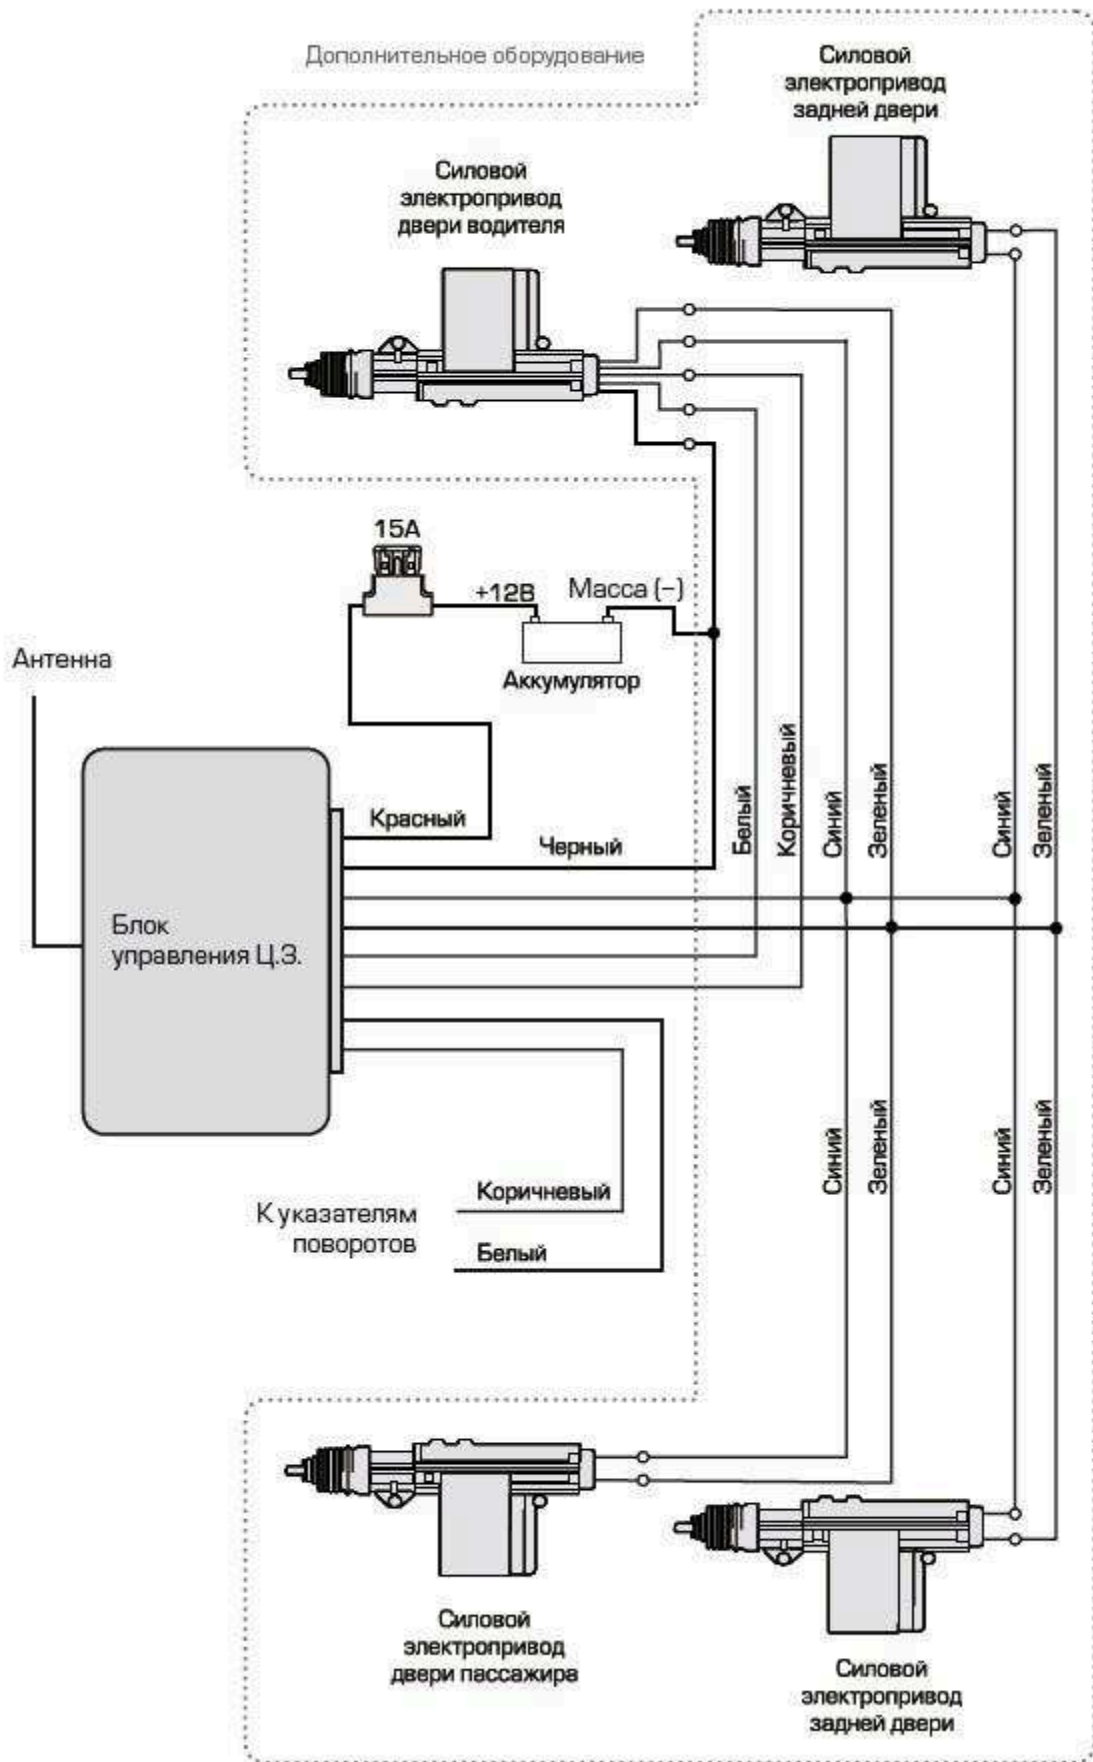 Дополнительное оборудование
Силовой
электропривод
задней двери
Силовой
электропривод
двери водителя
15А
+12В
Масса (–)
Аккумулятор
Антенна
Красный
Черный
Белый
Коричневый
Синий
Зеленый
Синий
Зеленый
Блок
управления Ц.З.
Синий
Зеленый
Синий
Зеленый
Коричневый
К указателям
поворотов
Белый
Силовой
электропривод
двери пассажира
Силовой
электропривод
задней двери